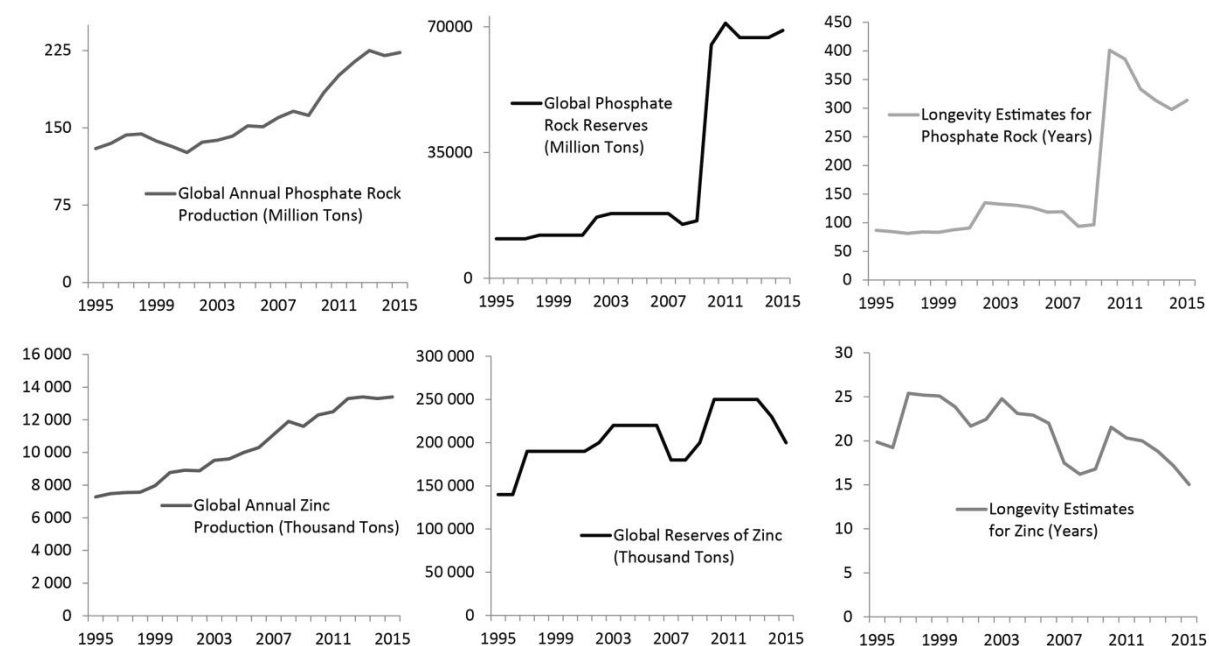 225
150
75
0
1995 1999 2003 2007 2011 2015
Global Annual Phosphate Rock
Production (Million Tons)
70000
35000
0
1995 1999 2003 2007 2011 2015
Global Phosphate
Rock Reserves
(Million Tons)
450
400
350
300
250
200
150
100
50
0
1995 1999 2003 2007 2011 2015
Longevity Estimates for
Phosphate Rock (Years)
16 000
14 000
12 000
10 000
8 000
6 000
4 000
2 000
0
1995 1999 2003 2007 2011 2015
Global Annual Zinc
Production (Thousand Tons)
300 000
250 000
200 000
150 000
100 000
50 000
0
1995 1999 2003 2007 2011 2015
Global Reserves of Zinc
(Thousand Tons)
30
25
20
15
10
5
0
1995 1999 2003 2007 2011 2015
Longevity Estimates
for Zinc (Years)